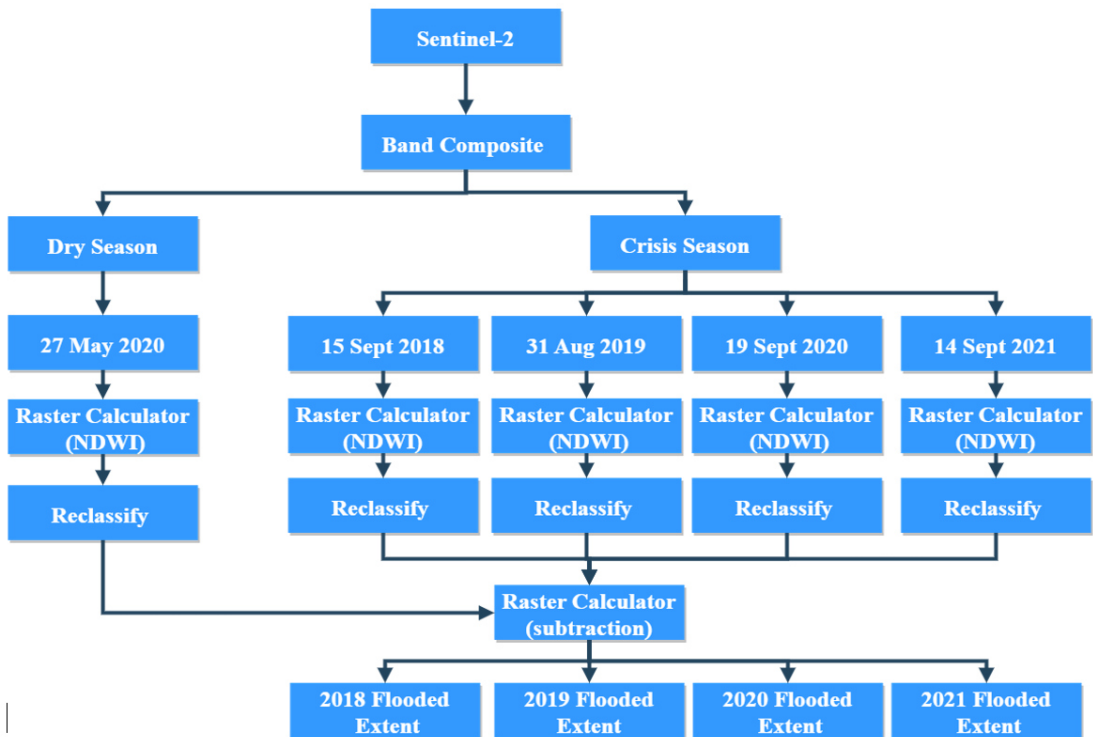 Sentinel-2
Band Composite
Dry Season
Crisis Season
27 May 2020
15 Sept 2018
31 Aug 2019
19 Sept 2020
14 Sept 2021
Raster Calculator
(NDWI)
Raster Calculator
(NDWI)
Raster Calculator
(NDWI)
Raster Calculator
(NDWI)
Raster Calculator
(NDWI)
Reclassify
Reclassify
Reclassify
Reclassify
Reclassify
Raster Calculator
(subtraction)
2018 Flooded
Extent
2019 Flooded
Extent
2020 Flooded
Extent
2021 Flooded
Extent